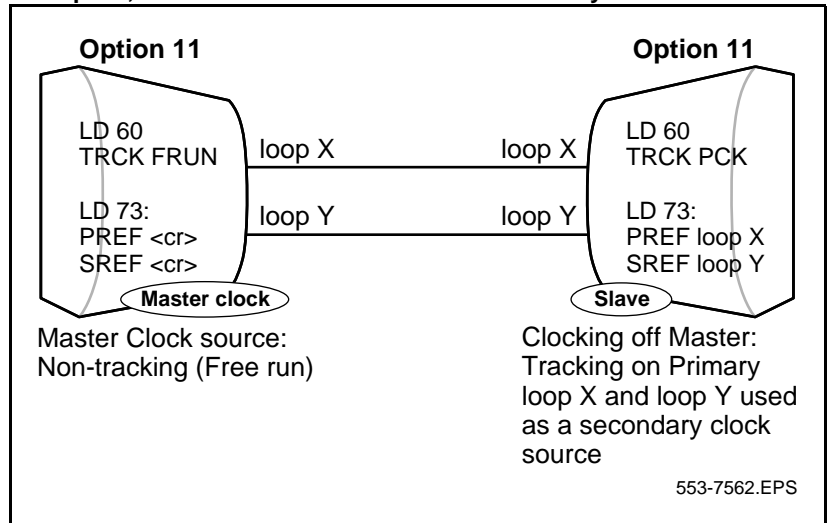 Option 11
Option 11
LD 60
TRCK FRUN
LD 73:
PREF <cr>
SREF <cr>
Master clock
loop X
loop X
loop Y
loop Y
LD 60
TRCK PCK
LD 73:
PREF loop X
SREF loop Y
Slave
Master Clock source:
Non-tracking (Free run)
Clocking off Master:
Tracking on Primary
loop X and loop Y used
as a secondary clock
source
553-7562.EPS